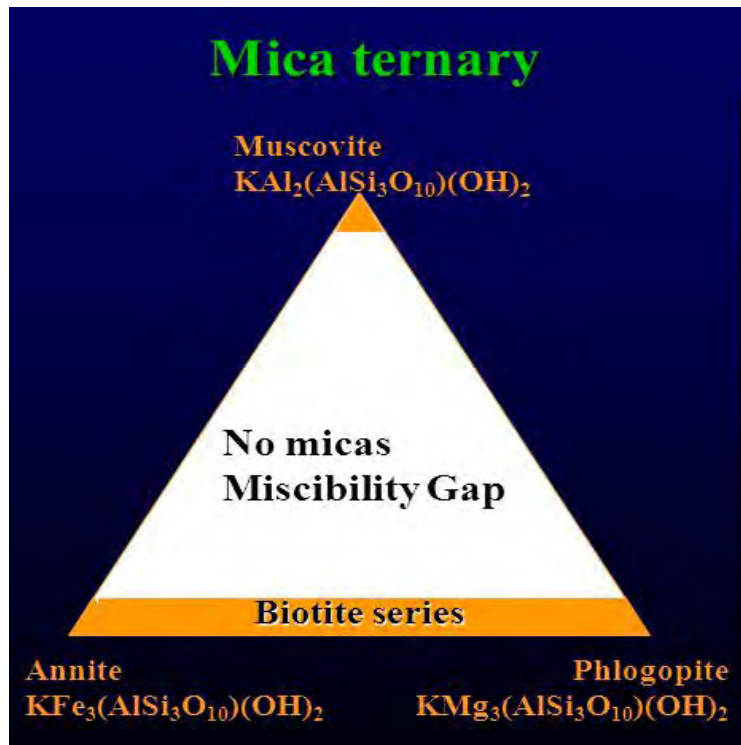 Mica ternary
Muscovite
KAl₂(AlSi₃O₁₀)(OH)₂
No micas
Miscibility Gap
Biotite series
Annite
KFe₃(AlSi₃O₁₀)(OH)₂
Phlogopite
KMg₃(AlSi₃O₁₀)(OH)₂